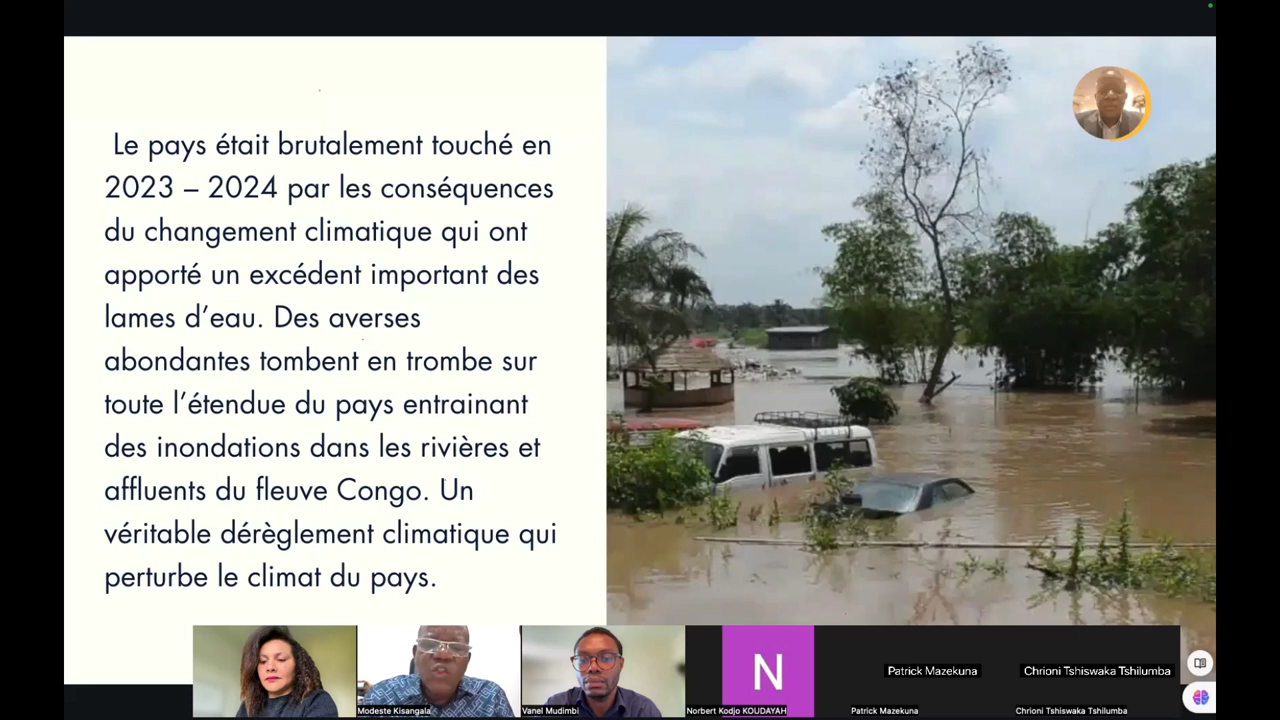 Le pays était brutalement touché en
2023 – 2024 par les conséquences
du changement climatique qui ont
apporté un excédent important des
lames d'eau. Des averses
abondantes tombent en trombe sur
toute l'étendue du pays entrainant
des inondations dans les rivières et
affluents du fleuve Congo. Un
véritable dérèglement climatique qui
perturbe le climat du pays.
N
Patrick Mazekuna
Chrioni Tshiswaka Tshilumba
Modeste Kisangala
Vanel Mudimbi
Norbert Kodjo KOUDAYAH
Patrick Mazekuna
Chrioni Tshiswaka Tshilumba